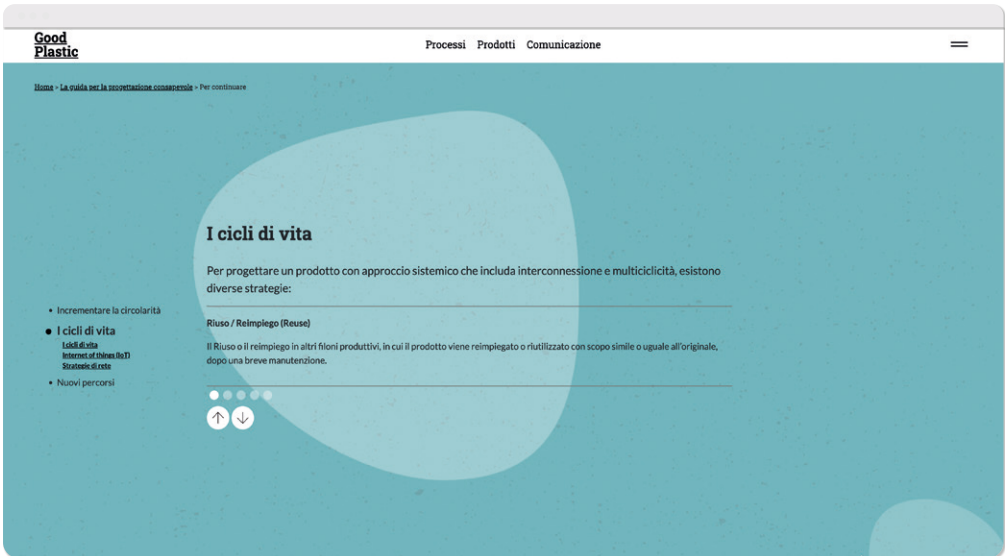 Good
Plastic
Processi Prodotti Comunicazione
Home > La guida per la progettazione consapevole > Per continuare
I cicli di vita
Per progettare un prodotto con approccio sistemico che includa interconnessione e multiciclicità, esistono
diverse strategie:
Riuso / Reimpiego (Reuse)
Il Riuso o il reimpiego in altri filoni produttivi, in cui il prodotto viene reimpiegato o riutilizzato con scopo simile o uguale all'originale,
dopo una breve manutenzione.
• Incrementare la circolarità
• I cicli di vita
I cicli di vita
Internet of things (IoT)
Strategie di rete
• Nuovi percorsi